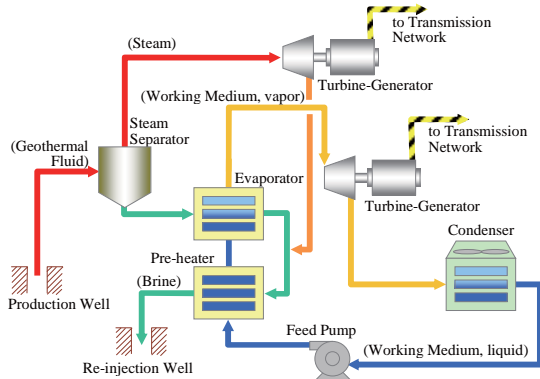 (Steam)
to Transmission
Network
Turbine-Generator
(Working Medium, vapor)
Steam
Separator
(Geothermal
Fluid)
to Transmission
Network
Evaporator
Turbine-Generator
Condenser
Pre-heater
(Brine)
Production Well
Feed Pump
(Working Medium, liquid)
Re-injection Well